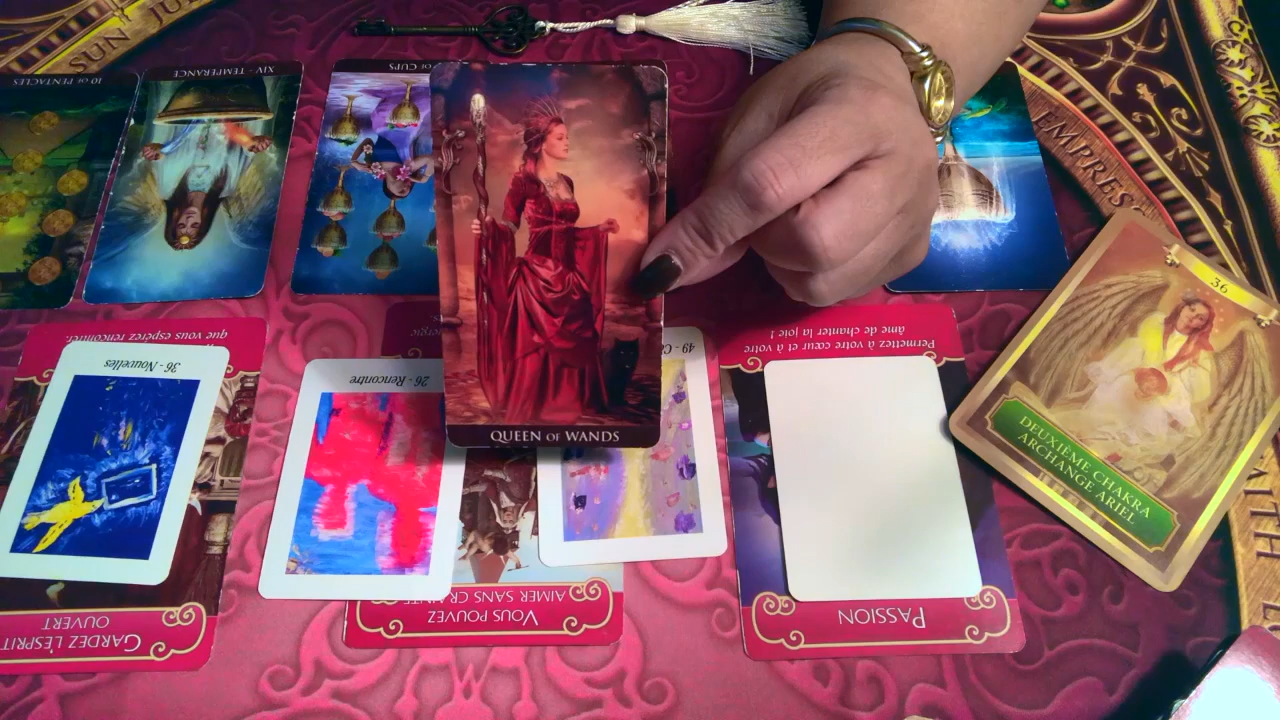 SUN
10 OF PENTACLES
XIV - TEMPERANCE
OF CUPS
EMPRESS
36
DEUXIÈME CHAKRA
ARCHANGE ARIEL
QUEEN OF WANDS
que vous espérez rencontrer.
36 - Nouvelles
GARDEZ L'ESPRIT
OUVERT
26 - Rencontre
49 -
VOUS POUVEZ
AIMER SANS
Permettez à votre cœur et à votre
âme de chanter la joie !
PASSION